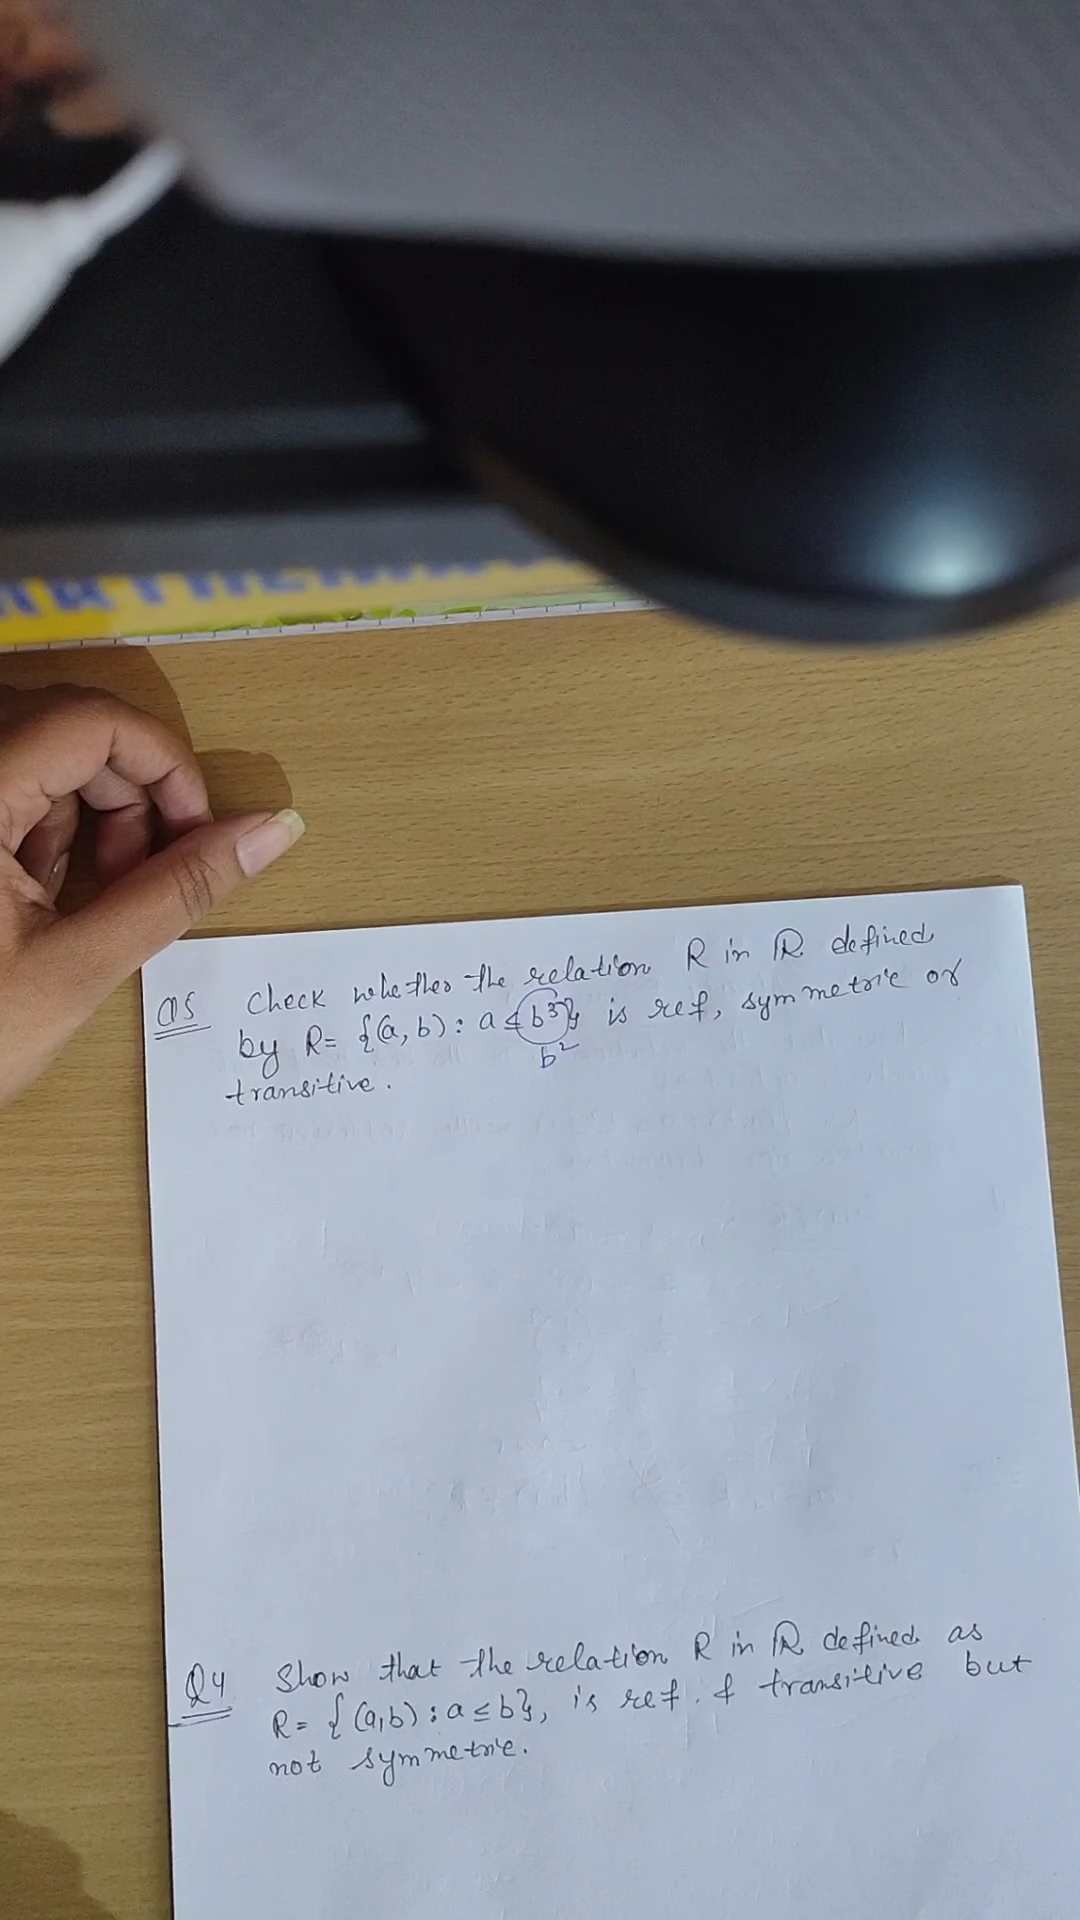 Q5 Check whether the relation R in ℝ defined
by R= {(a, b) : a ≤ b³} is ref, symmetric or
b²
transitive.
Q4 Show that the relation R in ℝ defined as
R= {(a,b) : a ≤ b}, is ref. & transitive but
not symmetric.